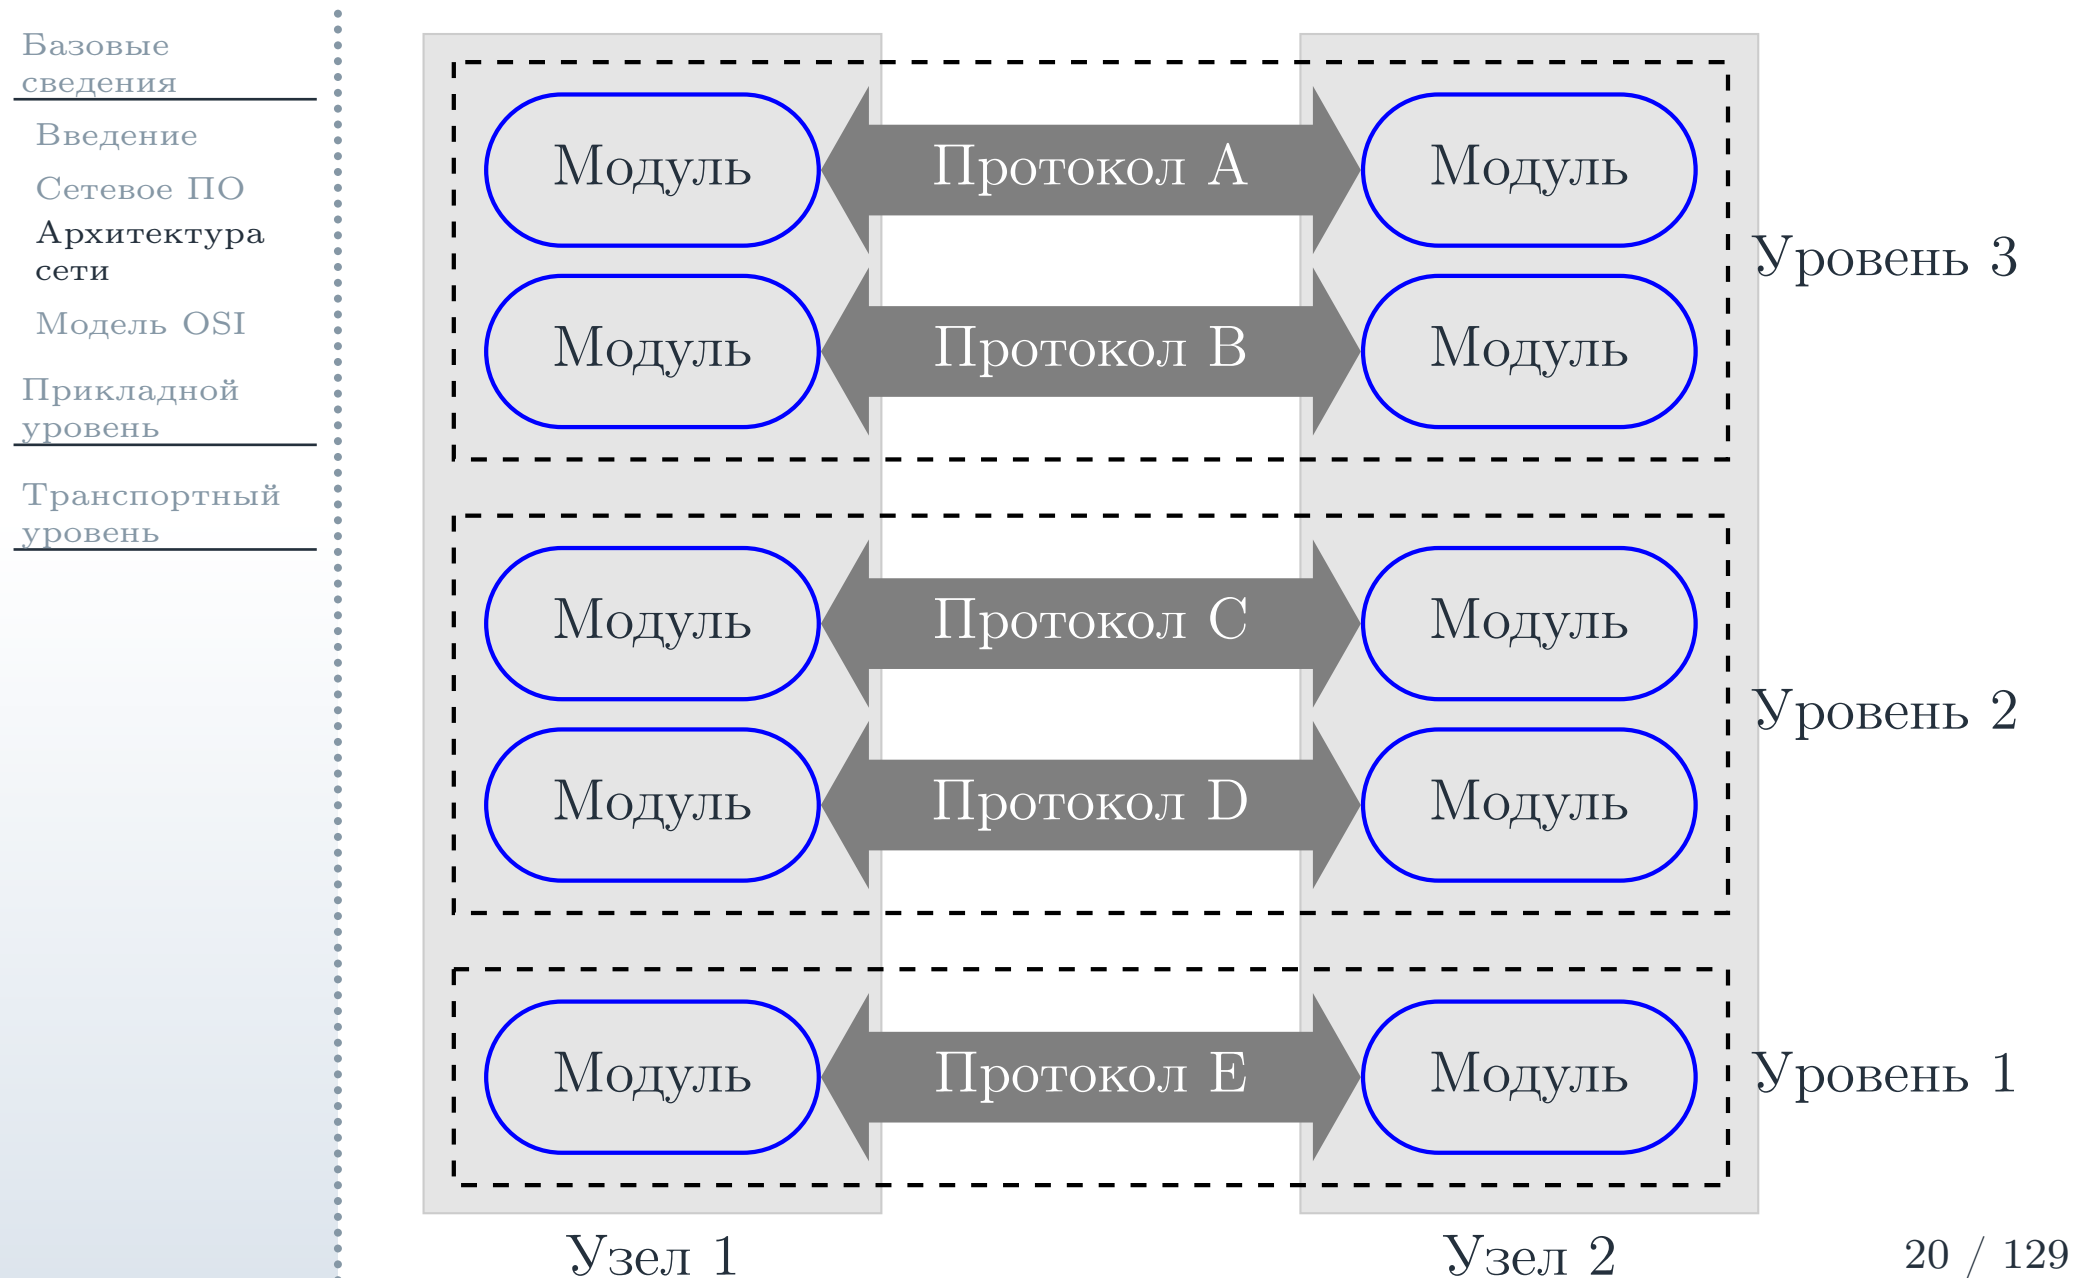 Базовые
сведения
Введение
Сетевое ПО
Архитектура
сети
Модель OSI
Прикладной
уровень
Транспортный
уровень
Модуль Протокол A Модуль
Уровень 3
Модуль Протокол B Модуль
Модуль Протокол C Модуль
Уровень 2
Модуль Протокол D Модуль
Модуль Протокол E Модуль Уровень 1
Узел 1 Узел 2
20 / 129